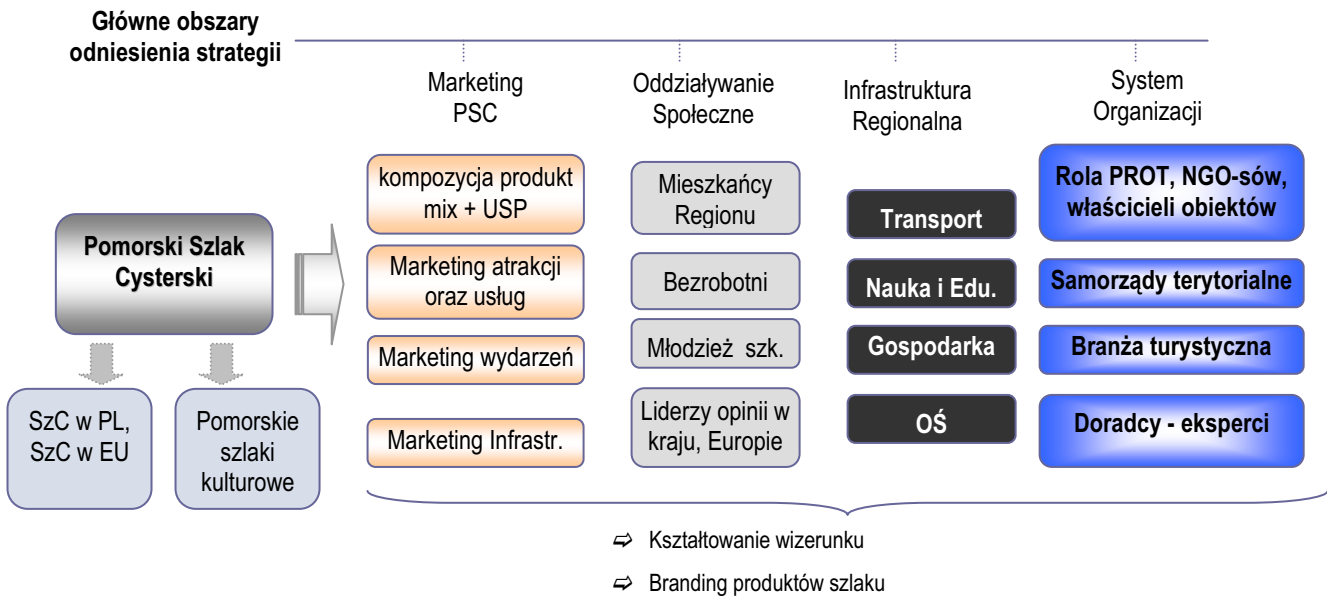 Główne obszary
odniesienia strategii
Marketing
PSC
Oddziaływanie
Społeczne
Infrastruktura
Regionalna
System
Organizacji
Pomorski Szlak
Cysterski
SzC w PL,
SzC w EU
Pomorskie
szlaki
kulturowe
kompozycja produkt
mix + USP
Marketing atrakcji
oraz usług
Marketing wydarzeń
Marketing Infrastr.
Mieszkańcy
Regionu
Bezrobotni
Młodzież szk.
Liderzy opinii w
kraju, Europie
Transport
Nauka i Edu.
Gospodarka
OŚ
Rola PROT, NGO-sów,
właścicieli obiektów
Samorządy terytorialne
Branża turystyczna
Doradcy - eksperci
⇨ Kształtowanie wizerunku
⇨ Branding produktów szlaku